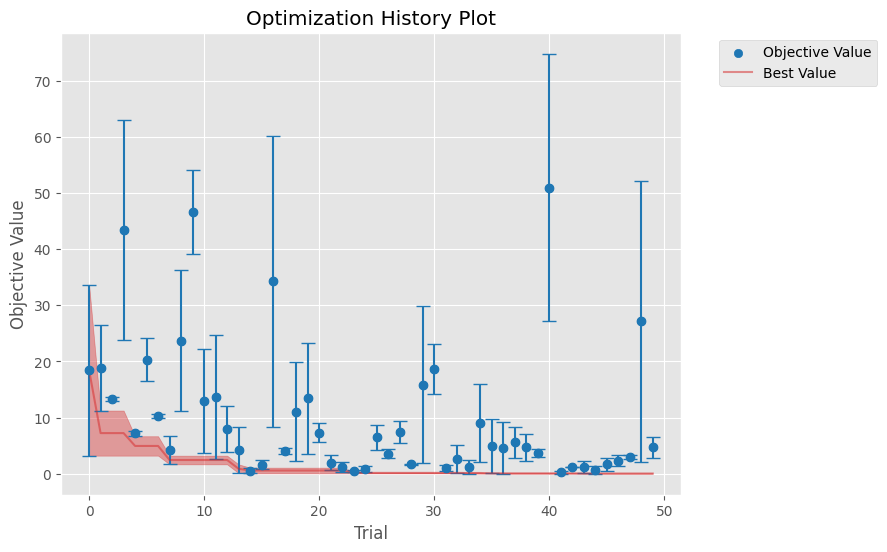 Optimization History Plot
Objective Value
Best Value
70
60
50
40
30
20
10
0
Objective Value
0 10 20 30 40 50
Trial